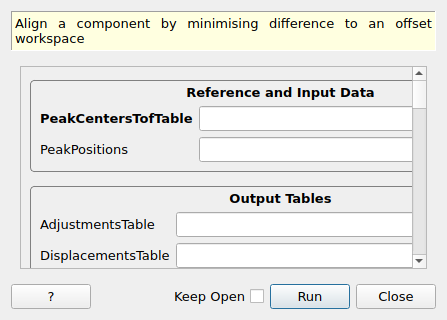 Align a component by minimising difference to an offset
workspace
Reference and Input Data
PeakCentersTofTable
PeakPositions
Output Tables
AdjustmentsTable
DisplacementsTable
? Keep Open Run Close